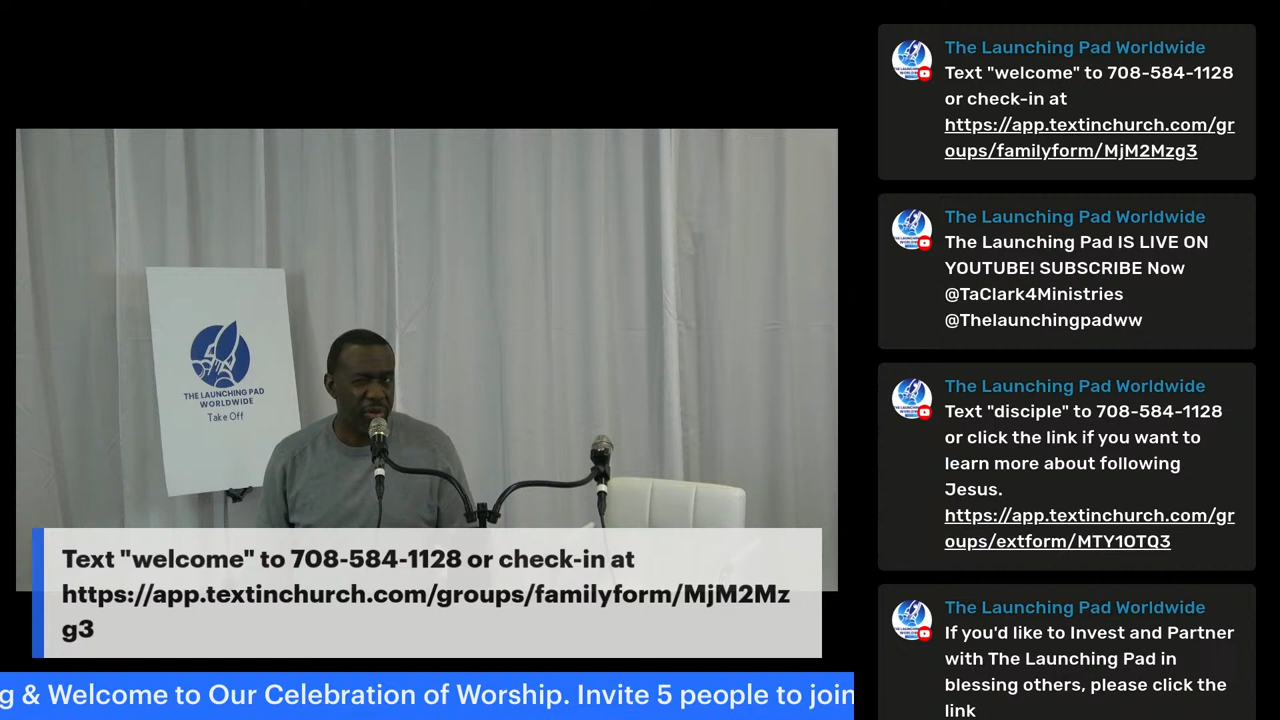 THE LAUNCHING PAD
WORLDWIDE
Take Off
Text "welcome" to 708-584-1128 or check-in at
https://app.textinchurch.com/groups/familyform/MjM2Mz
g3
g & Welcome to Our Celebration of Worship. Invite 5 people to join
The Launching Pad Worldwide
Text "welcome" to 708-584-1128
or check-in at
https://app.textinchurch.com/gr
oups/familyform/MjM2Mzg3
The Launching Pad Worldwide
The Launching Pad IS LIVE ON
YOUTUBE! SUBSCRIBE Now
@TaClark4Ministries
@Thelaunchingpadww
The Launching Pad Worldwide
Text "disciple" to 708-584-1128
or click the link if you want to
learn more about following
Jesus.
https://app.textinchurch.com/gr
oups/extform/MTY1OTQ3
The Launching Pad Worldwide
If you'd like to Invest and Partner
with The Launching Pad in
blessing others, please click the
link